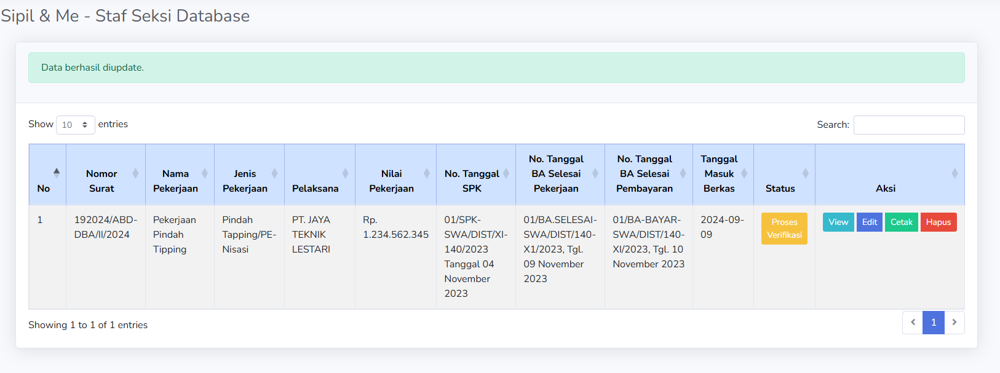 Sipil & Me - Staf Seksi Database
Data berhasil diupdate.
Show 10 entries
Search:
No
Nomor
Surat
Nama
Pekerjaan
Jenis
Pekerjaan
Pelaksana
Nilai
Pekerjaan
No. Tanggal
SPK
No. Tanggal
BA Selesai
Pekerjaan
No. Tanggal
BA Selesai
Pembayaran
Tanggal
Masuk
Berkas
Status
Aksi
1
192024/ABD-
DBA/II/2024
Pekerjaan
Pindah
Tipping
Pindah
Tapping/PE-
Nisasi
PT. JAYA
TEKNIK
LESTARI
Rp.
1.234.562.345
01/SPK-
SWA/DIST/XI-
140/2023
Tanggal 04
November
2023
01/BA.SELESAI-
SWA/DIST/140-
X1/2023, Tgl.
09 November
2023
01/BA-BAYAR-
SWA/DIST/140-
XI/2023, Tgl. 10
November 2023
2024-09-
09
Proses
Verifikasi
View Edit Cetak Hapus
Showing 1 to 1 of 1 entries
1